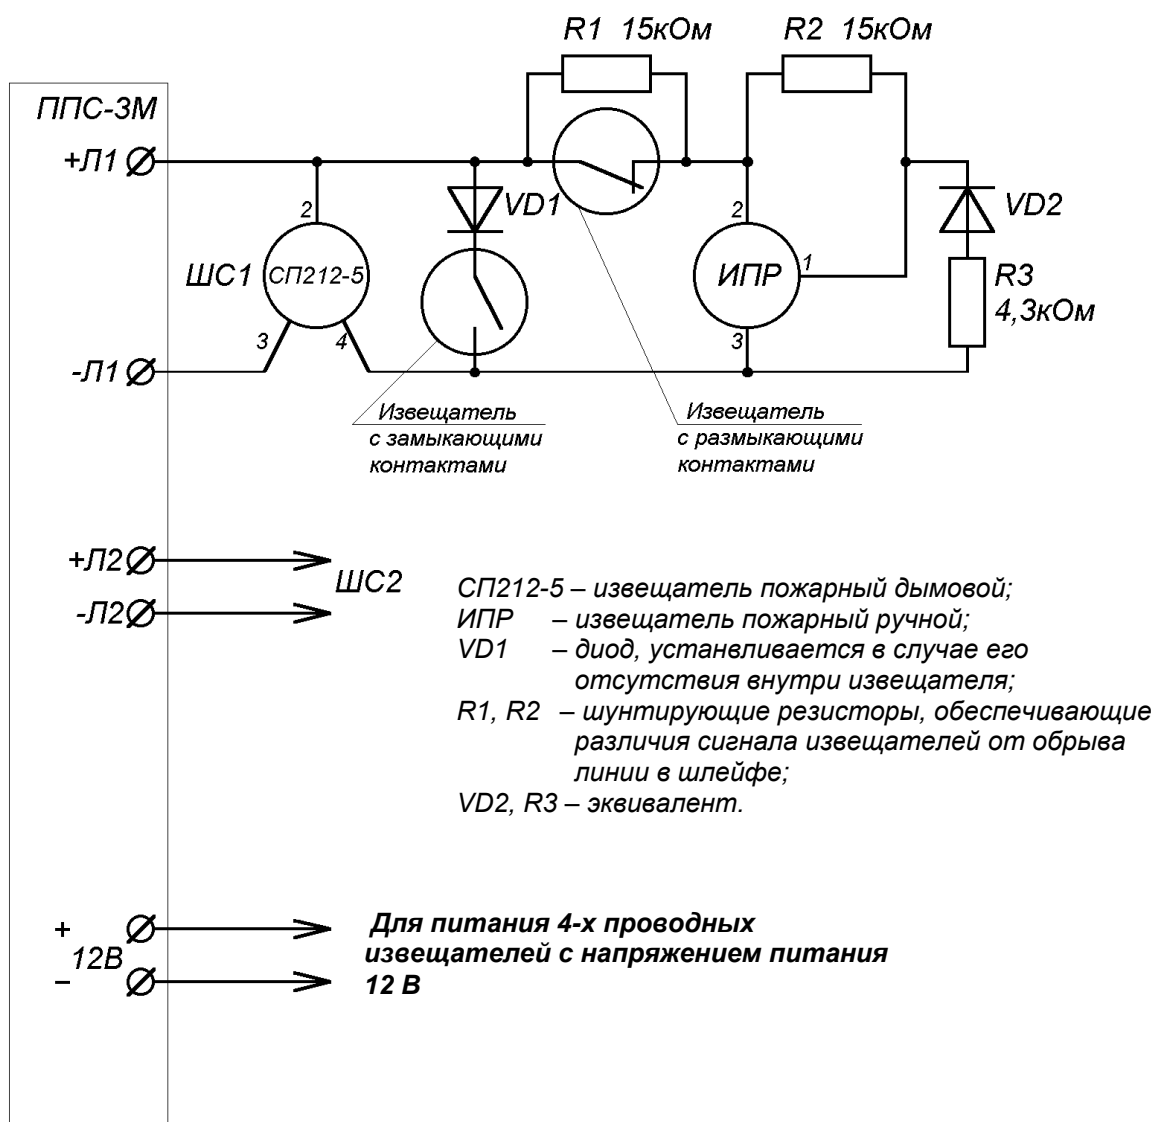 R1 15кОм
R2 15кОм
ППС-3М
+Л1
2
VD1
2
VD2
ШС1
СП212-5
ИПР
1
R3
4,3кОм
3
4
3
-Л1
Извещатель
с замыкающими
контактами
Извещатель
с размыкающими
контактами
+Л2
ШС2
-Л2
СП212-5 – извещатель пожарный дымовой;
ИПР – извещатель пожарный ручной;
VD1 – диод, устанвливается в случае его
отсутствия внутри извещателя;
R1, R2 – шунтирующие резисторы, обеспечивающие
различия сигнала извещателей от обрыва
линии в шлейфе;
VD2, R3 – эквивалент.
+
12В
–
Для питания 4-х проводных
извещателей с напряжением питания
12 В